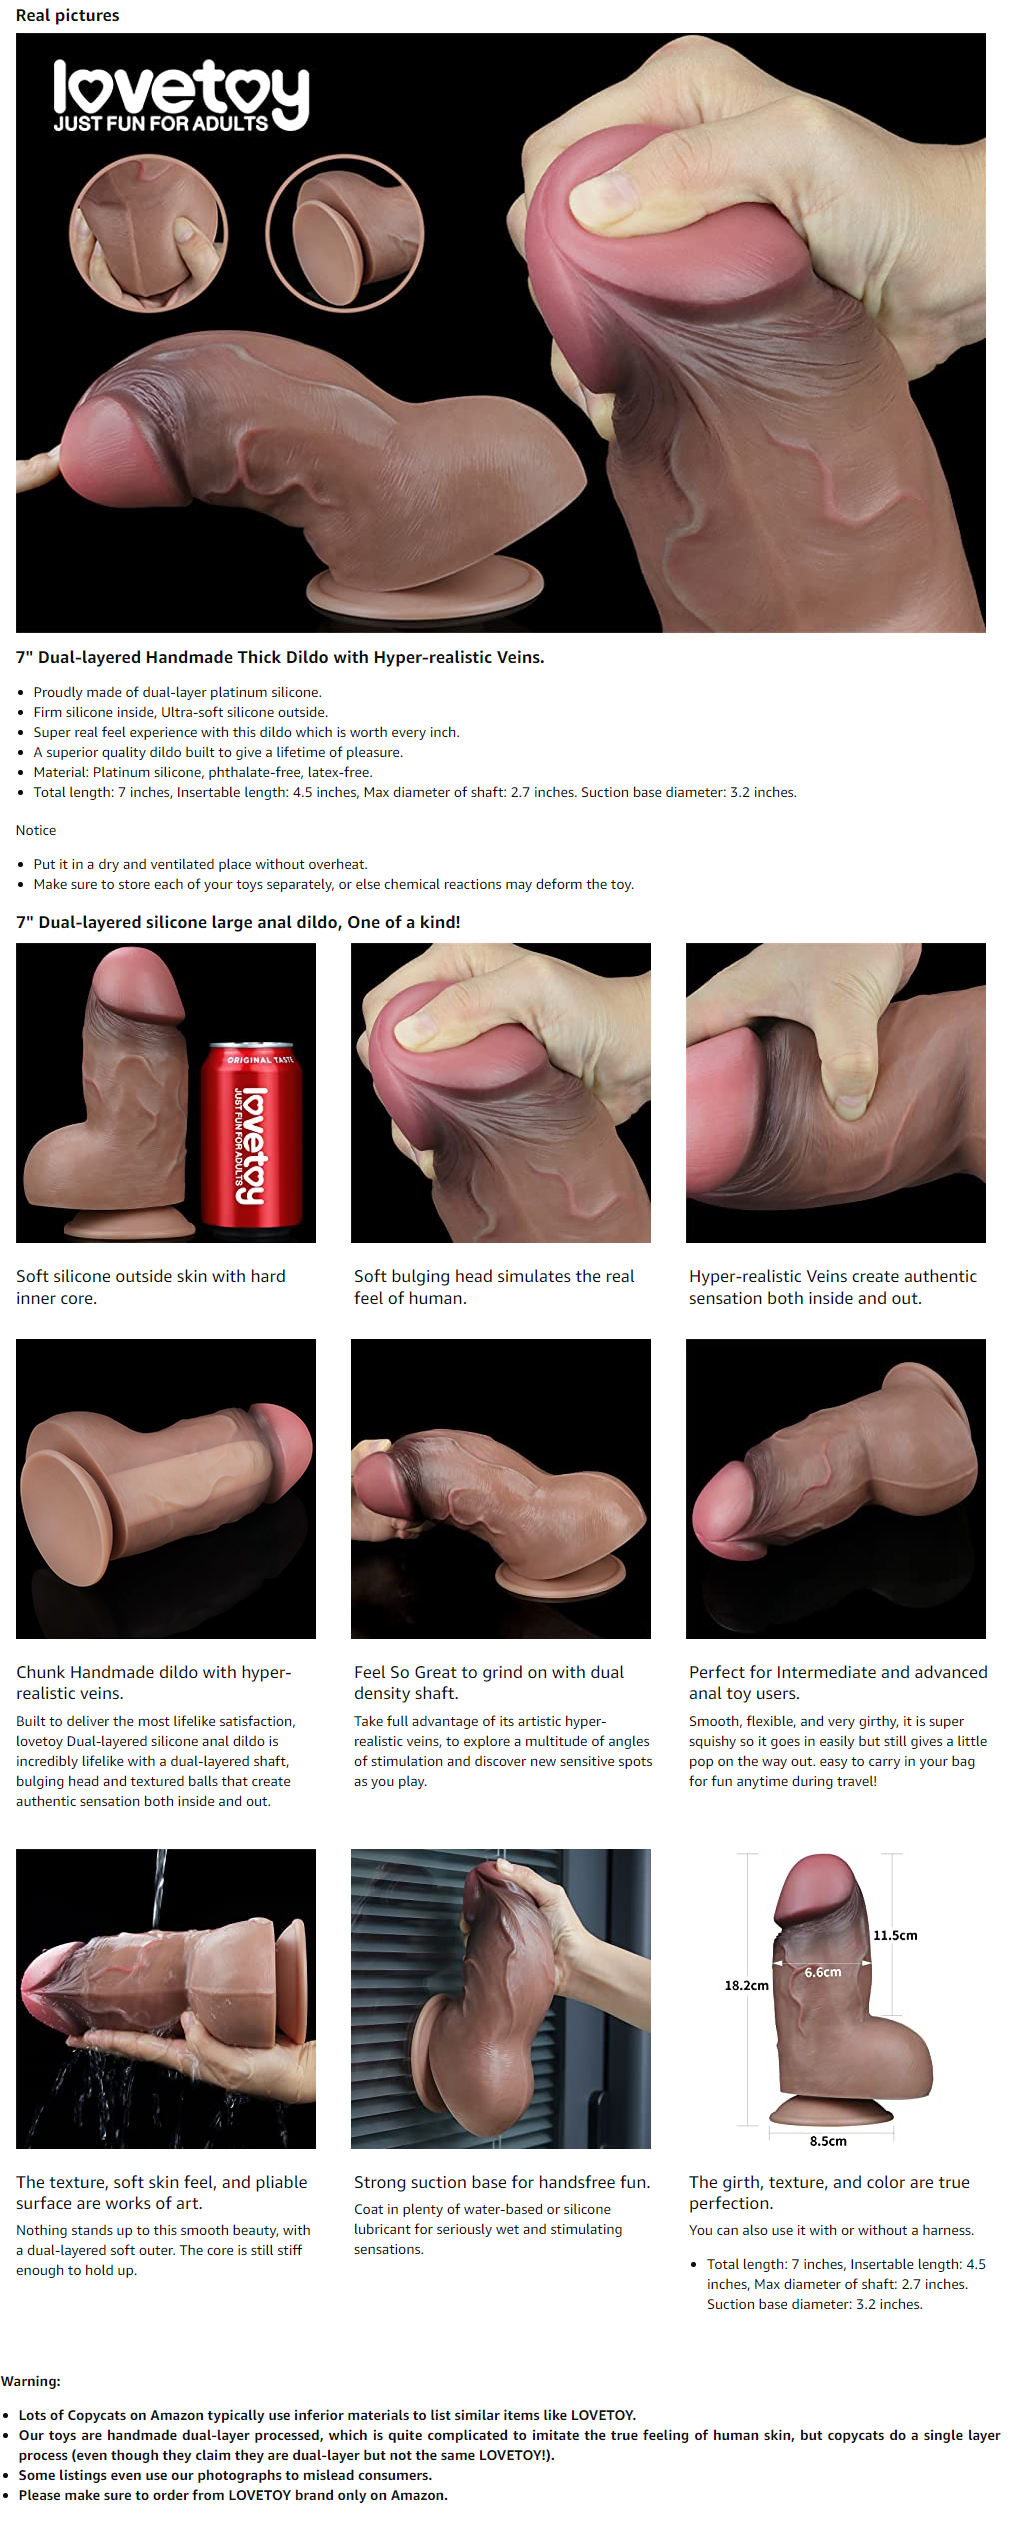 Real pictures
lovetoy
JUST FUN FOR ADULTS
7" Dual-layered Handmade Thick Dildo with Hyper-realistic Veins.
Proudly made of dual-layer platinum silicone.
Firm silicone inside, Ultra-soft silicone outside.
Super real feel experience with this dildo which is worth every inch.
A superior quality dildo built to give a lifetime of pleasure.
Material: Platinum silicone, phthalate-free, latex-free.
Total length: 7 inches, Insertable length: 4.5 inches, Max diameter of shaft: 2.7 inches. Suction base diameter: 3.2 inches.
Notice
Put it in a dry and ventilated place without overheat.
Make sure to store each of your toys separately, or else chemical reactions may deform the toy.
7" Dual-layered silicone large anal dildo, One of a kind!
ORIGINAL TASTE
lovetoy
JUST FUN FOR ADULTS
Soft silicone outside skin with hard
inner core.
Soft bulging head simulates the real
feel of human.
Hyper-realistic Veins create authentic
sensation both inside and out.
Chunk Handmade dildo with hyper-
realistic veins.
Built to deliver the most lifelike satisfaction,
lovetoy Dual-layered silicone anal dildo is
incredibly lifelike with a dual-layered shaft,
bulging head and textured balls that create
authentic sensation both inside and out.
Feel So Great to grind on with dual
density shaft.
Take full advantage of its artistic hyper-
realistic veins, to explore a multitude of angles
of stimulation and discover new sensitive spots
as you play.
Perfect for Intermediate and advanced
anal toy users.
Smooth, flexible, and very girthy, it is super
squishy so it goes in easily but still gives a little
pop on the way out. easy to carry in your bag
for fun anytime during travel!
11.5cm
6.6cm
18.2cm
8.5cm
The texture, soft skin feel, and pliable
surface are works of art.
Nothing stands up to this smooth beauty, with
a dual-layered soft outer. The core is still stiff
enough to hold up.
Strong suction base for handsfree fun.
Coat in plenty of water-based or silicone
lubricant for seriously wet and stimulating
sensations.
The girth, texture, and color are true
perfection.
You can also use it with or without a harness.
Total length: 7 inches, Insertable length: 4.5
inches, Max diameter of shaft: 2.7 inches.
Suction base diameter: 3.2 inches.
Warning:
Lots of Copycats on Amazon typically use inferior materials to list similar items like LOVETOY.
Our toys are handmade dual-layer processed, which is quite complicated to imitate the true feeling of human skin, but copycats do a single layer
process (even though they claim they are dual-layer but not the same LOVETOY!).
Some listings even use our photographs to mislead consumers.
Please make sure to order from LOVETOY brand only on Amazon.